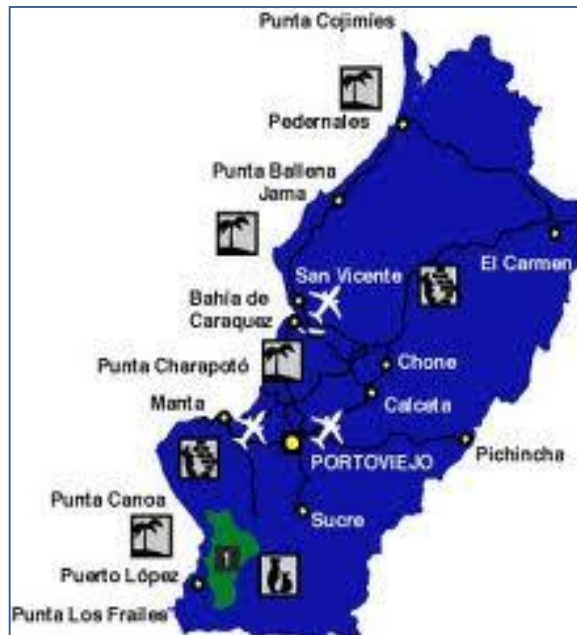 Punta Cojimíes
Pedernales
Punta Ballena
Jama
San Vicente
El Carmen
Bahía de
Caraquez
Punta Charapotó
Chone
Calceta
Manta
PORTOVIEJO
Pichincha
Punta Canoa
Sucre
1
Puerto López
Punta Los Frailes